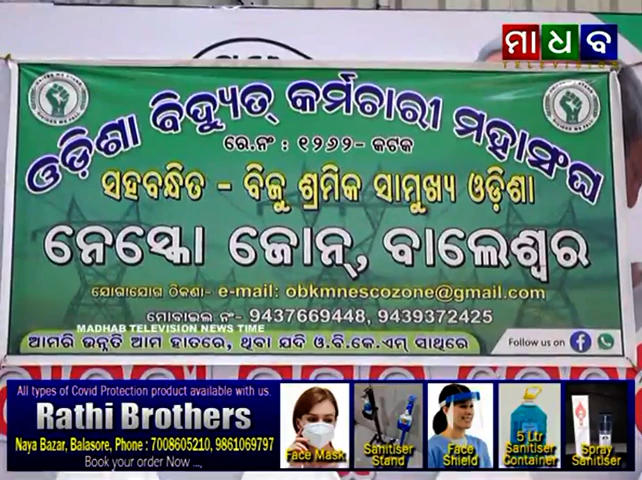 ମାଧବ
TELEVISION
ଓଡ଼ିଶା ବିଦ୍ୟୁତ୍ କର୍ମଚାରୀ ମହାସଂଘ
ରେ.ନଂ : ୧୨୬୨- କଟକ
ସହବନ୍ଧିତ - ବିଜୁ ଶ୍ରମିକ ସାମୁଖ୍ୟ ଓଡ଼ିଶା
ନେସ୍କୋ ଜୋନ୍, ବାଲେଶ୍ୱର
ଯୋଗାଯୋଗ ଠିକଣା- e-mail: obkmnescozone@gmail.com
ମୋବାଇଲ ନଂ- 9437669448, 9439372425
MADHAB TELEVISION NEWS TIME
ଆମରି ଉନ୍ନତି ଆମ ହାତରେ, ଥିବା ଯଦି ଓ.ବି.କେ.ଏମ୍ ସାଥିରେ
Follow us on
All types of Covid Protection product available with us.
Rathi Brothers
Naya Bazar, Balasore, Phone : 7008605210, 9861069797
Book your order Now ...,
Face Mask
Sanitiser Stand
Face Shield
5 Ltr Sanitiser Container
Spray Sanitiser